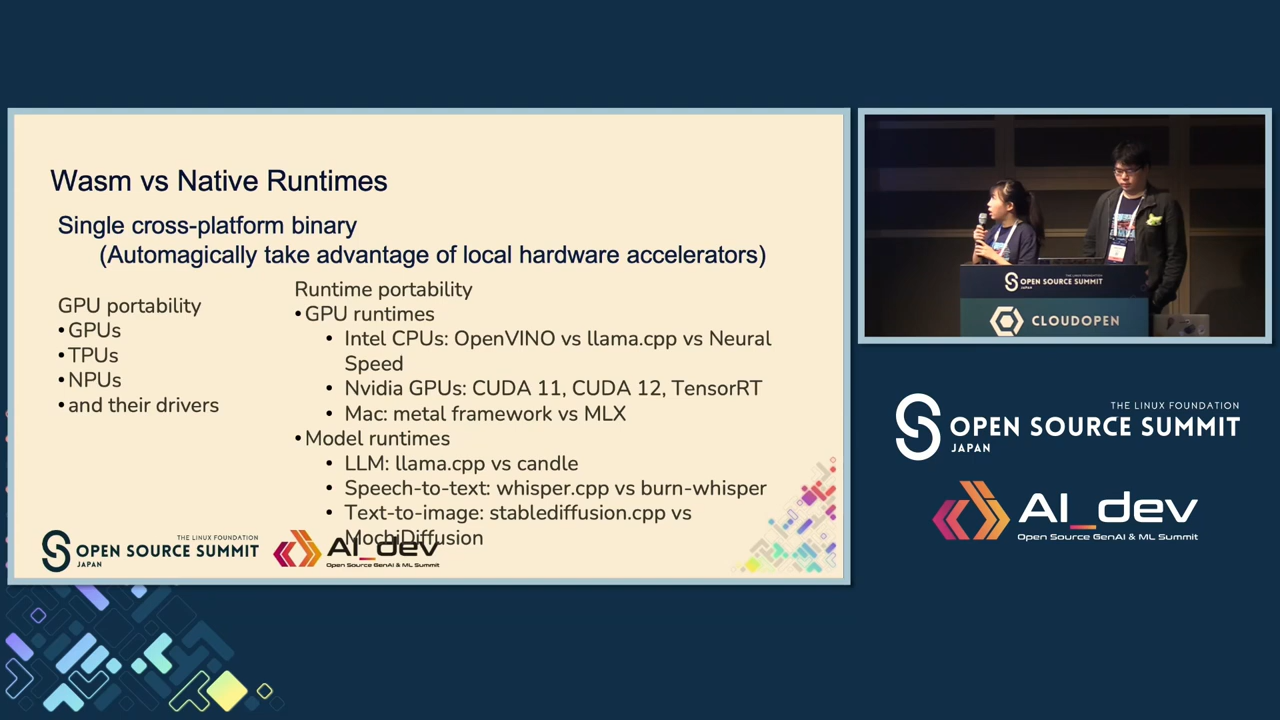 Wasm vs Native Runtimes
Single cross-platform binary
(Automagically take advantage of local hardware accelerators)
GPU portability
•GPUs
•TPUs
•NPUs
•and their drivers
Runtime portability
•GPU runtimes
• Intel CPUs: OpenVINO vs llama.cpp vs Neural
Speed
• Nvidia GPUs: CUDA 11, CUDA 12, TensorRT
• Mac: metal framework vs MLX
•Model runtimes
• LLM: llama.cpp vs candle
• Speech-to-text: whisper.cpp vs burn-whisper
• Text-to-image: stablediffusion.cpp vs
MochiDiffusion
THE LINUX FOUNDATION
OPEN SOURCE SUMMIT
JAPAN
AI_dev
Open Source GenAI & ML Summit
THE LINUX FOUNDATION
OPEN SOURCE SUMMIT
JAPAN
CLOUDOPEN
THE LINUX FOUNDATION
OPEN SOURCE SUMMIT
JAPAN
AI_dev
Open Source GenAI & ML Summit